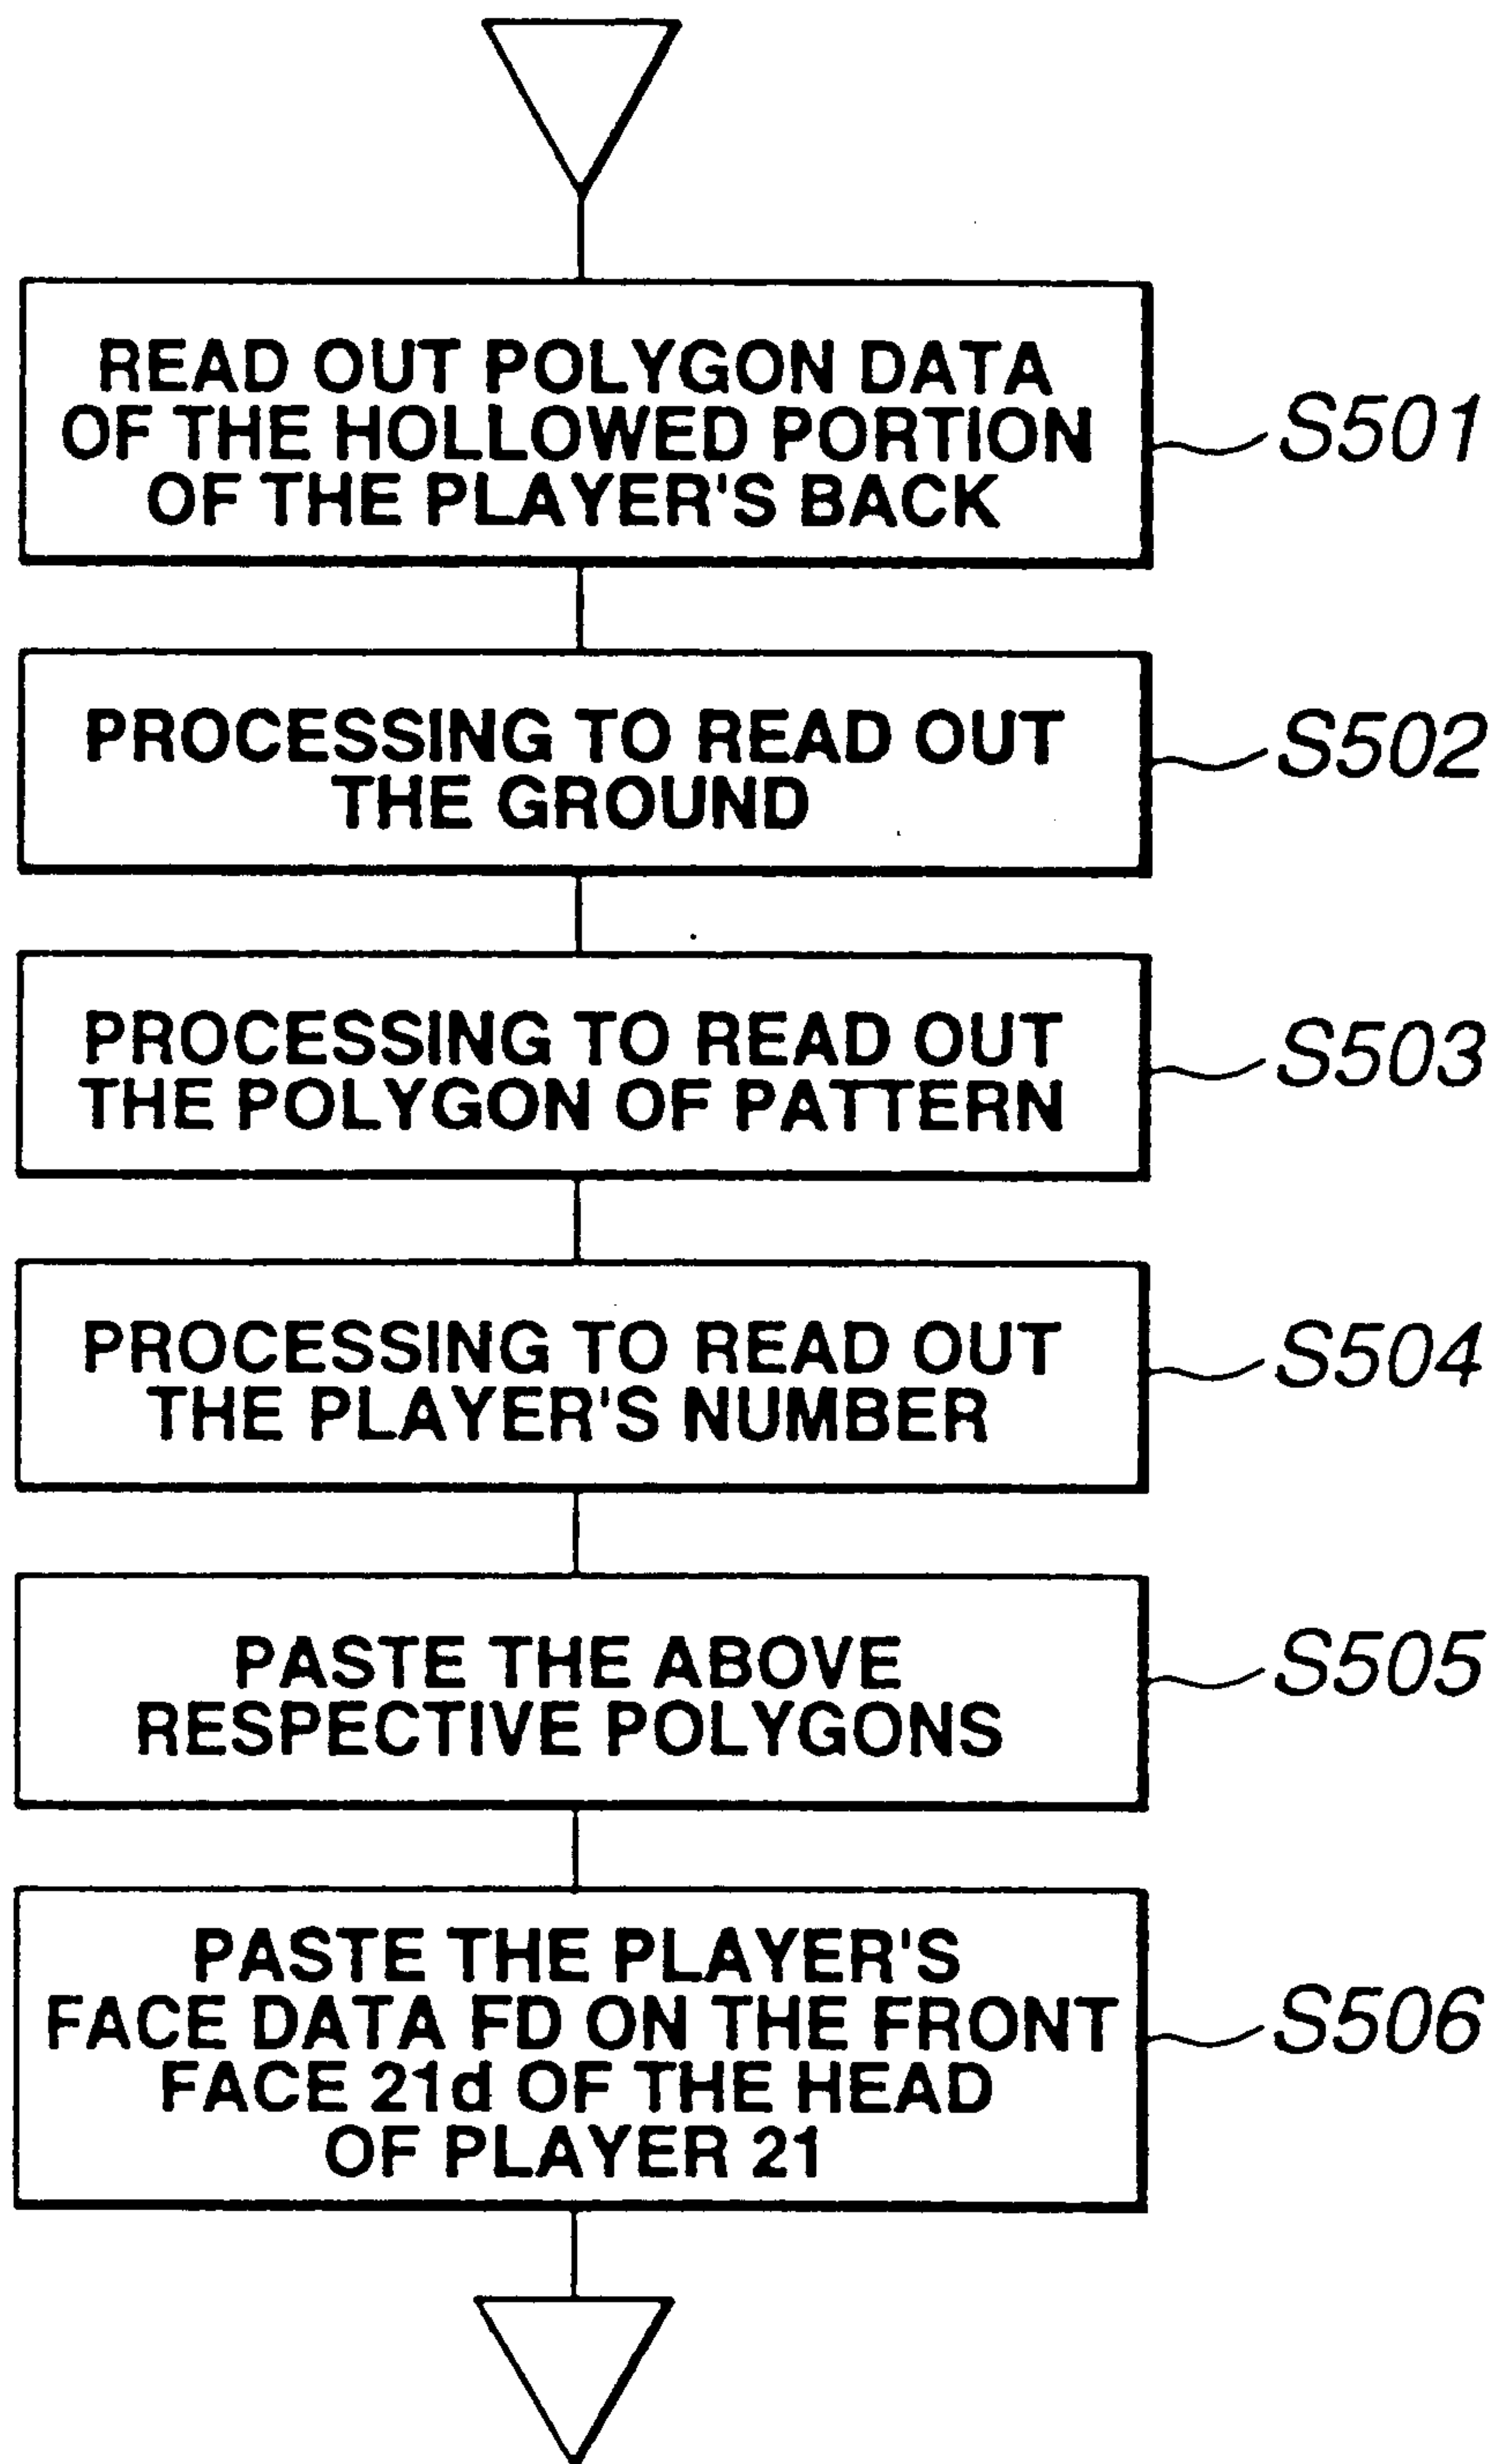 READ OUT POLYGON DATA
OF THE HOLLOWED PORTION
OF THE PLAYER'S BACK
S501
PROCESSING TO READ OUT
THE GROUND
S502
PROCESSING TO READ OUT
THE POLYGON OF PATTERN
S503
PROCESSING TO READ OUT
THE PLAYER'S NUMBER
S504
PASTE THE ABOVE
RESPECTIVE POLYGONS
S505
PASTE THE PLAYER'S
FACE DATA FD ON THE FRONT
FACE 21d OF THE HEAD
OF PLAYER 21
S506